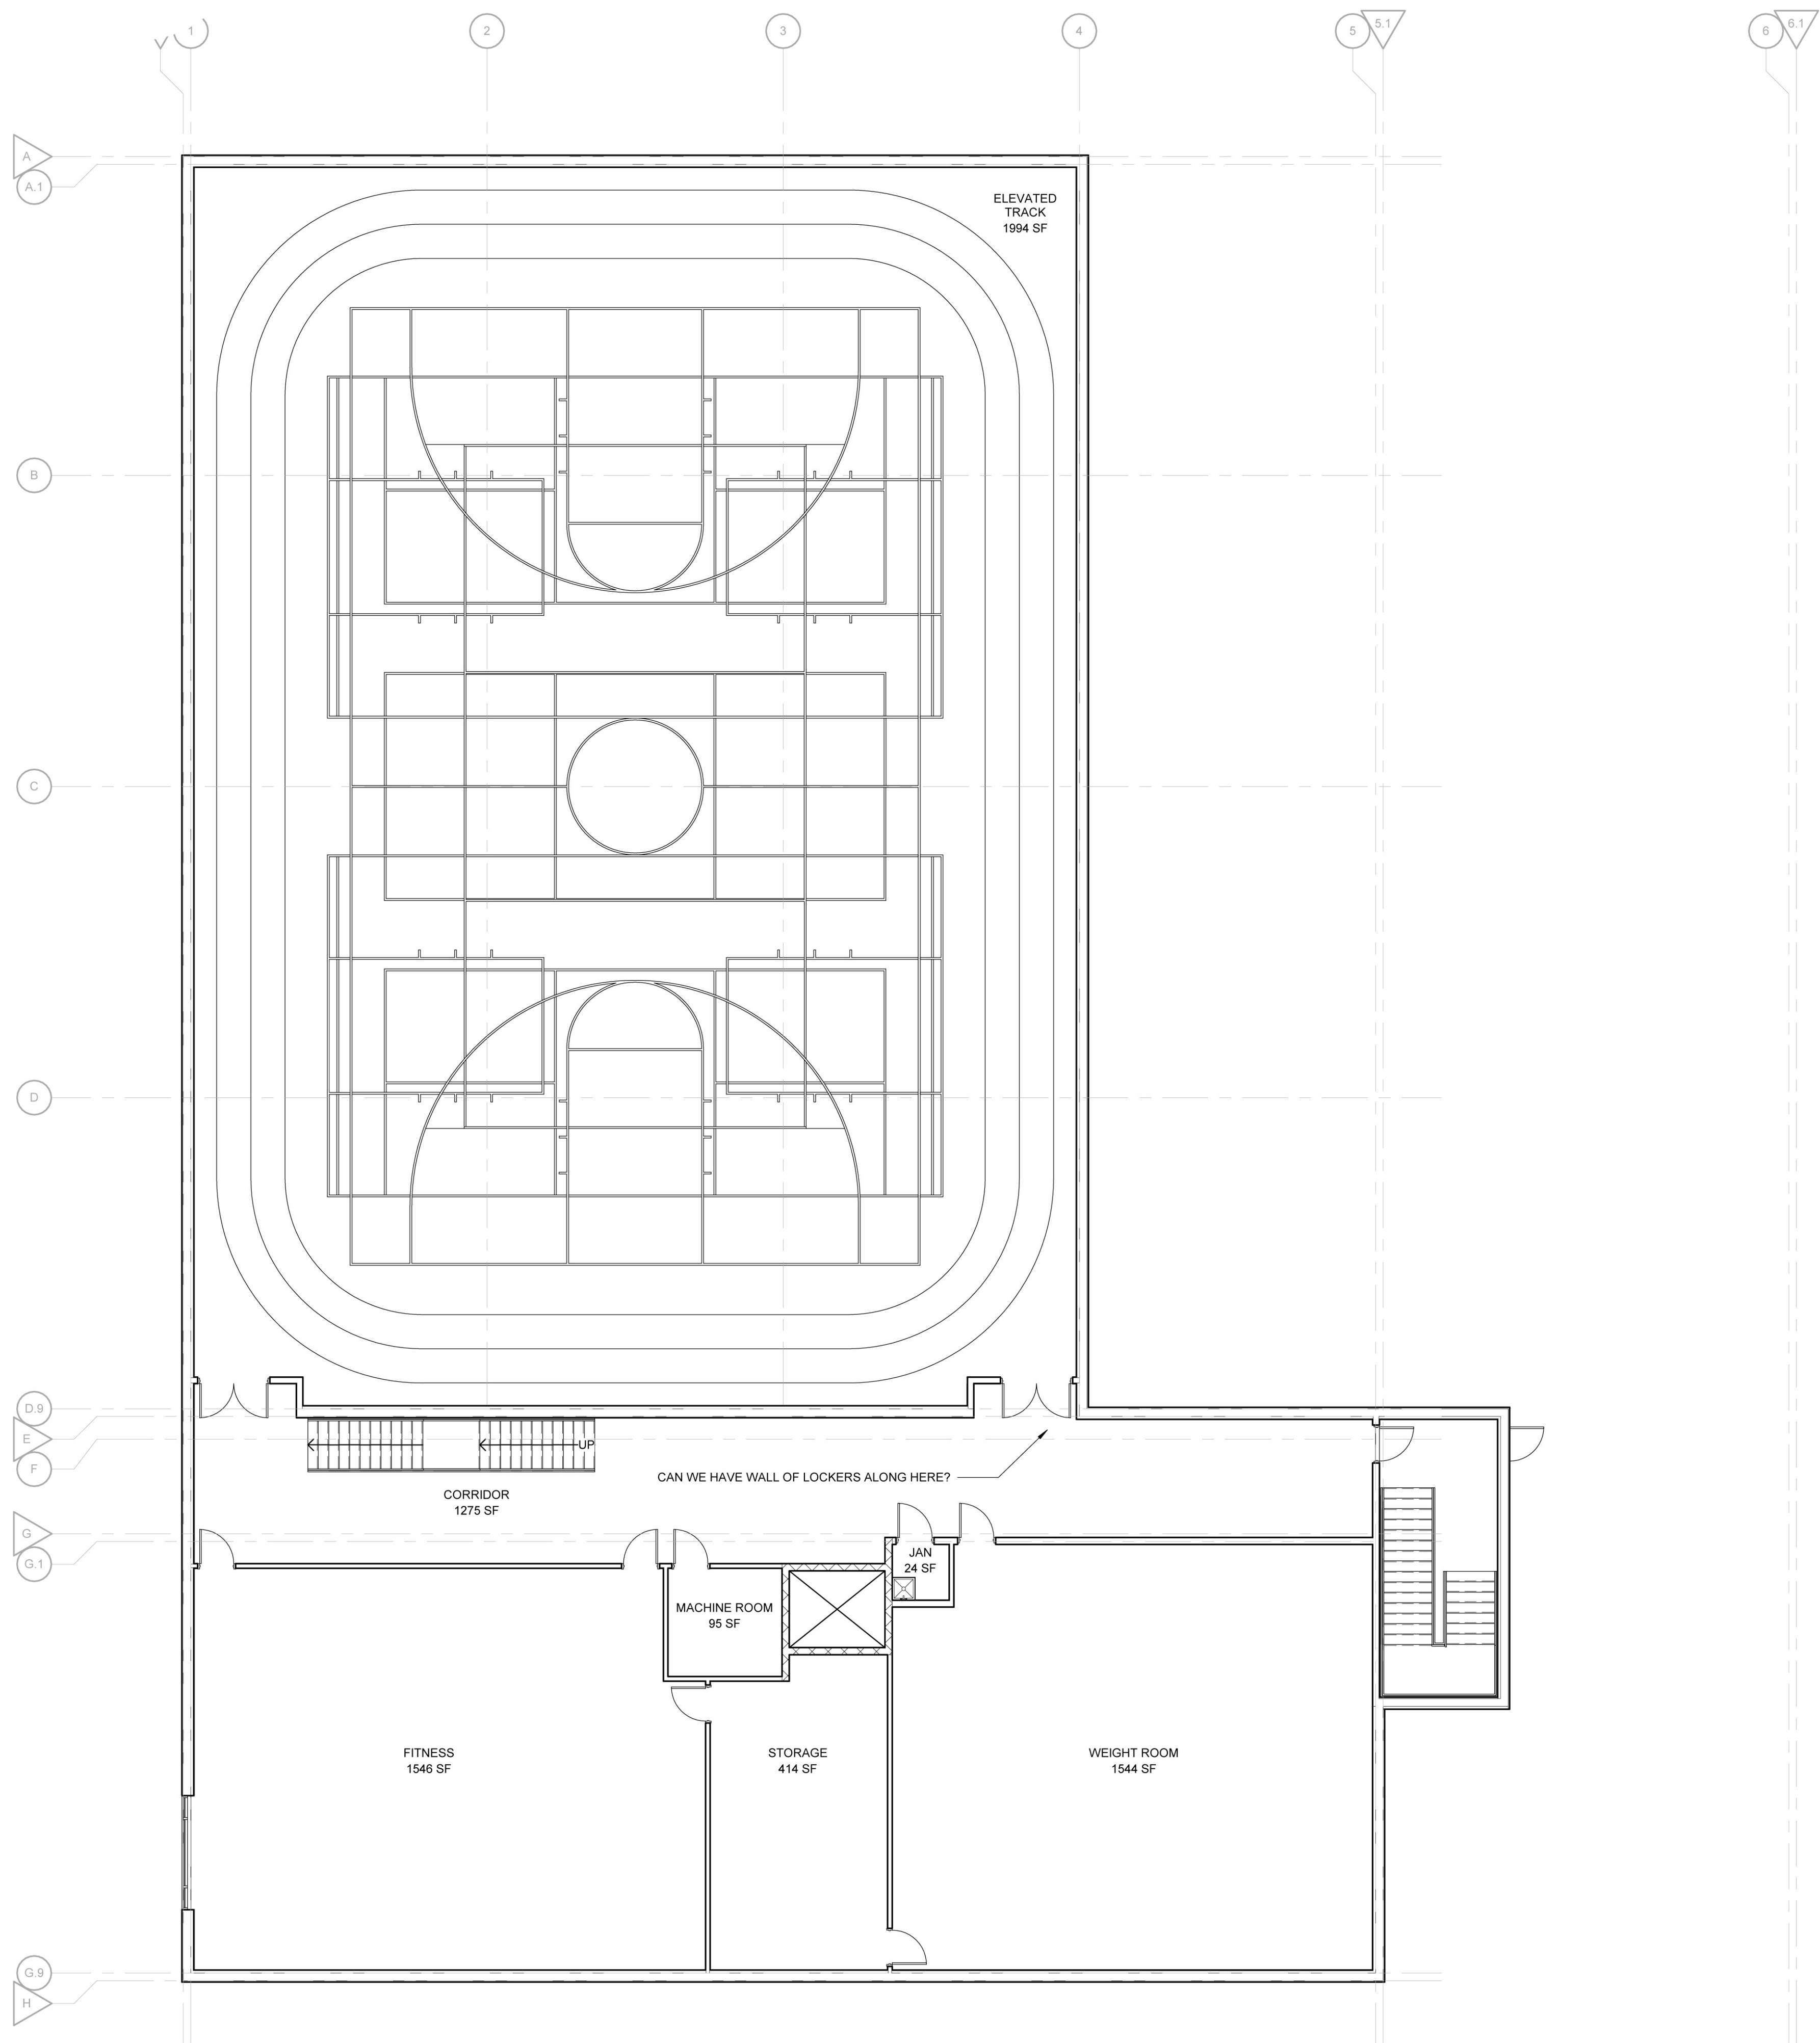 1
2
3
4
5
5.1
6
6.1
A
A.1
ELEVATED
TRACK
1994 SF
B
C
D
D.9
E
F
UP
CAN WE HAVE WALL OF LOCKERS ALONG HERE?
CORRIDOR
1275 SF
G
G.1
JAN
24 SF
MACHINE ROOM
95 SF
FITNESS
1546 SF
STORAGE
414 SF
WEIGHT ROOM
1544 SF
G.9
H